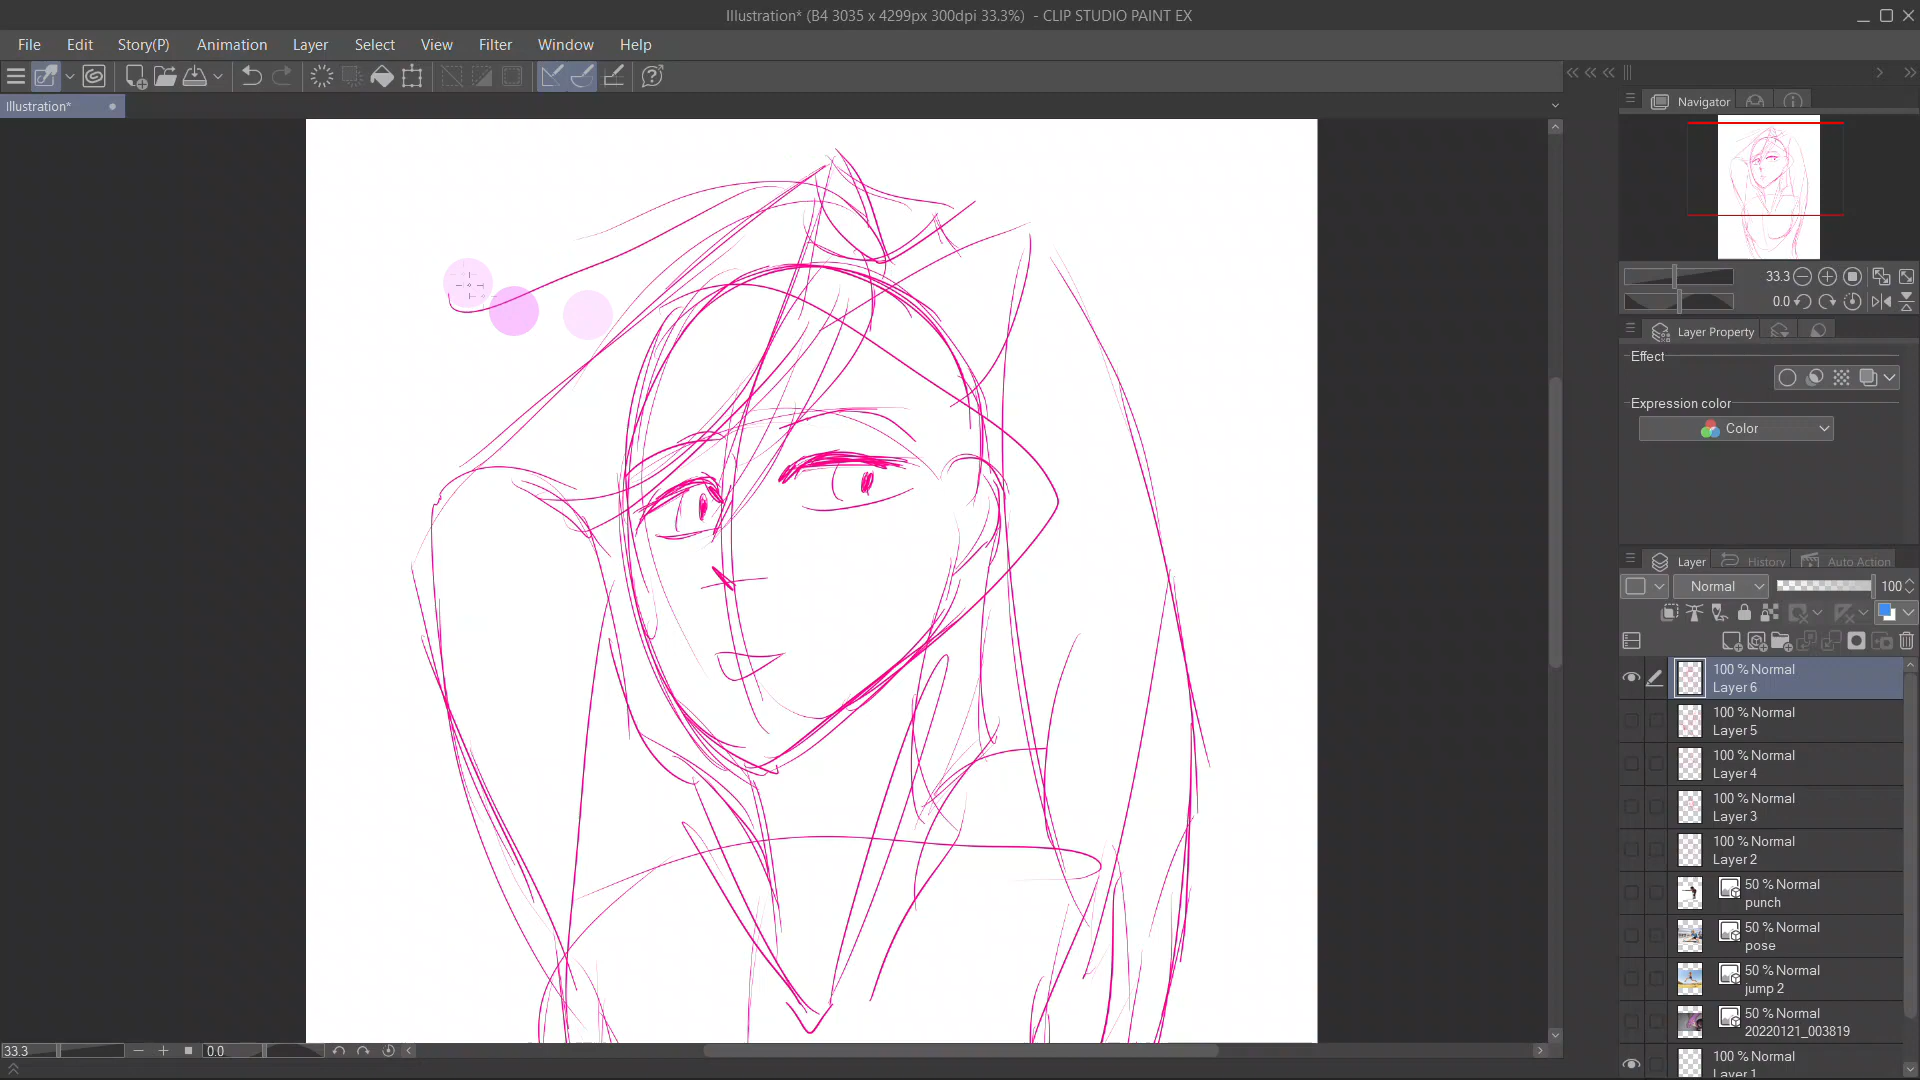 Illustration* (B4 3035 x 4299px 300dpi 33.3%) - CLIP STUDIO PAINT EX
File Edit Story(P) Animation Layer Select View Filter Window Help
Illustration*
Navigator
33.3
0.0
Layer Property
Effect
Expression color
Color
Layer History Auto Action
Normal 100
100 % Normal
Layer 6
100 % Normal
Layer 5
100 % Normal
Layer 4
100 % Normal
Layer 3
100 % Normal
Layer 2
50 % Normal
punch
50 % Normal
pose
50 % Normal
jump 2
50 % Normal
20220121_003819
100 % Normal
Layer 1
33.3 0.0